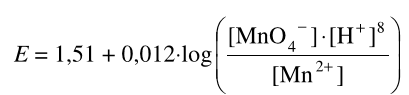 E = 1,51 + 0,012·log([MnO₄⁻]·[H⁺]⁸ / [Mn²⁺])